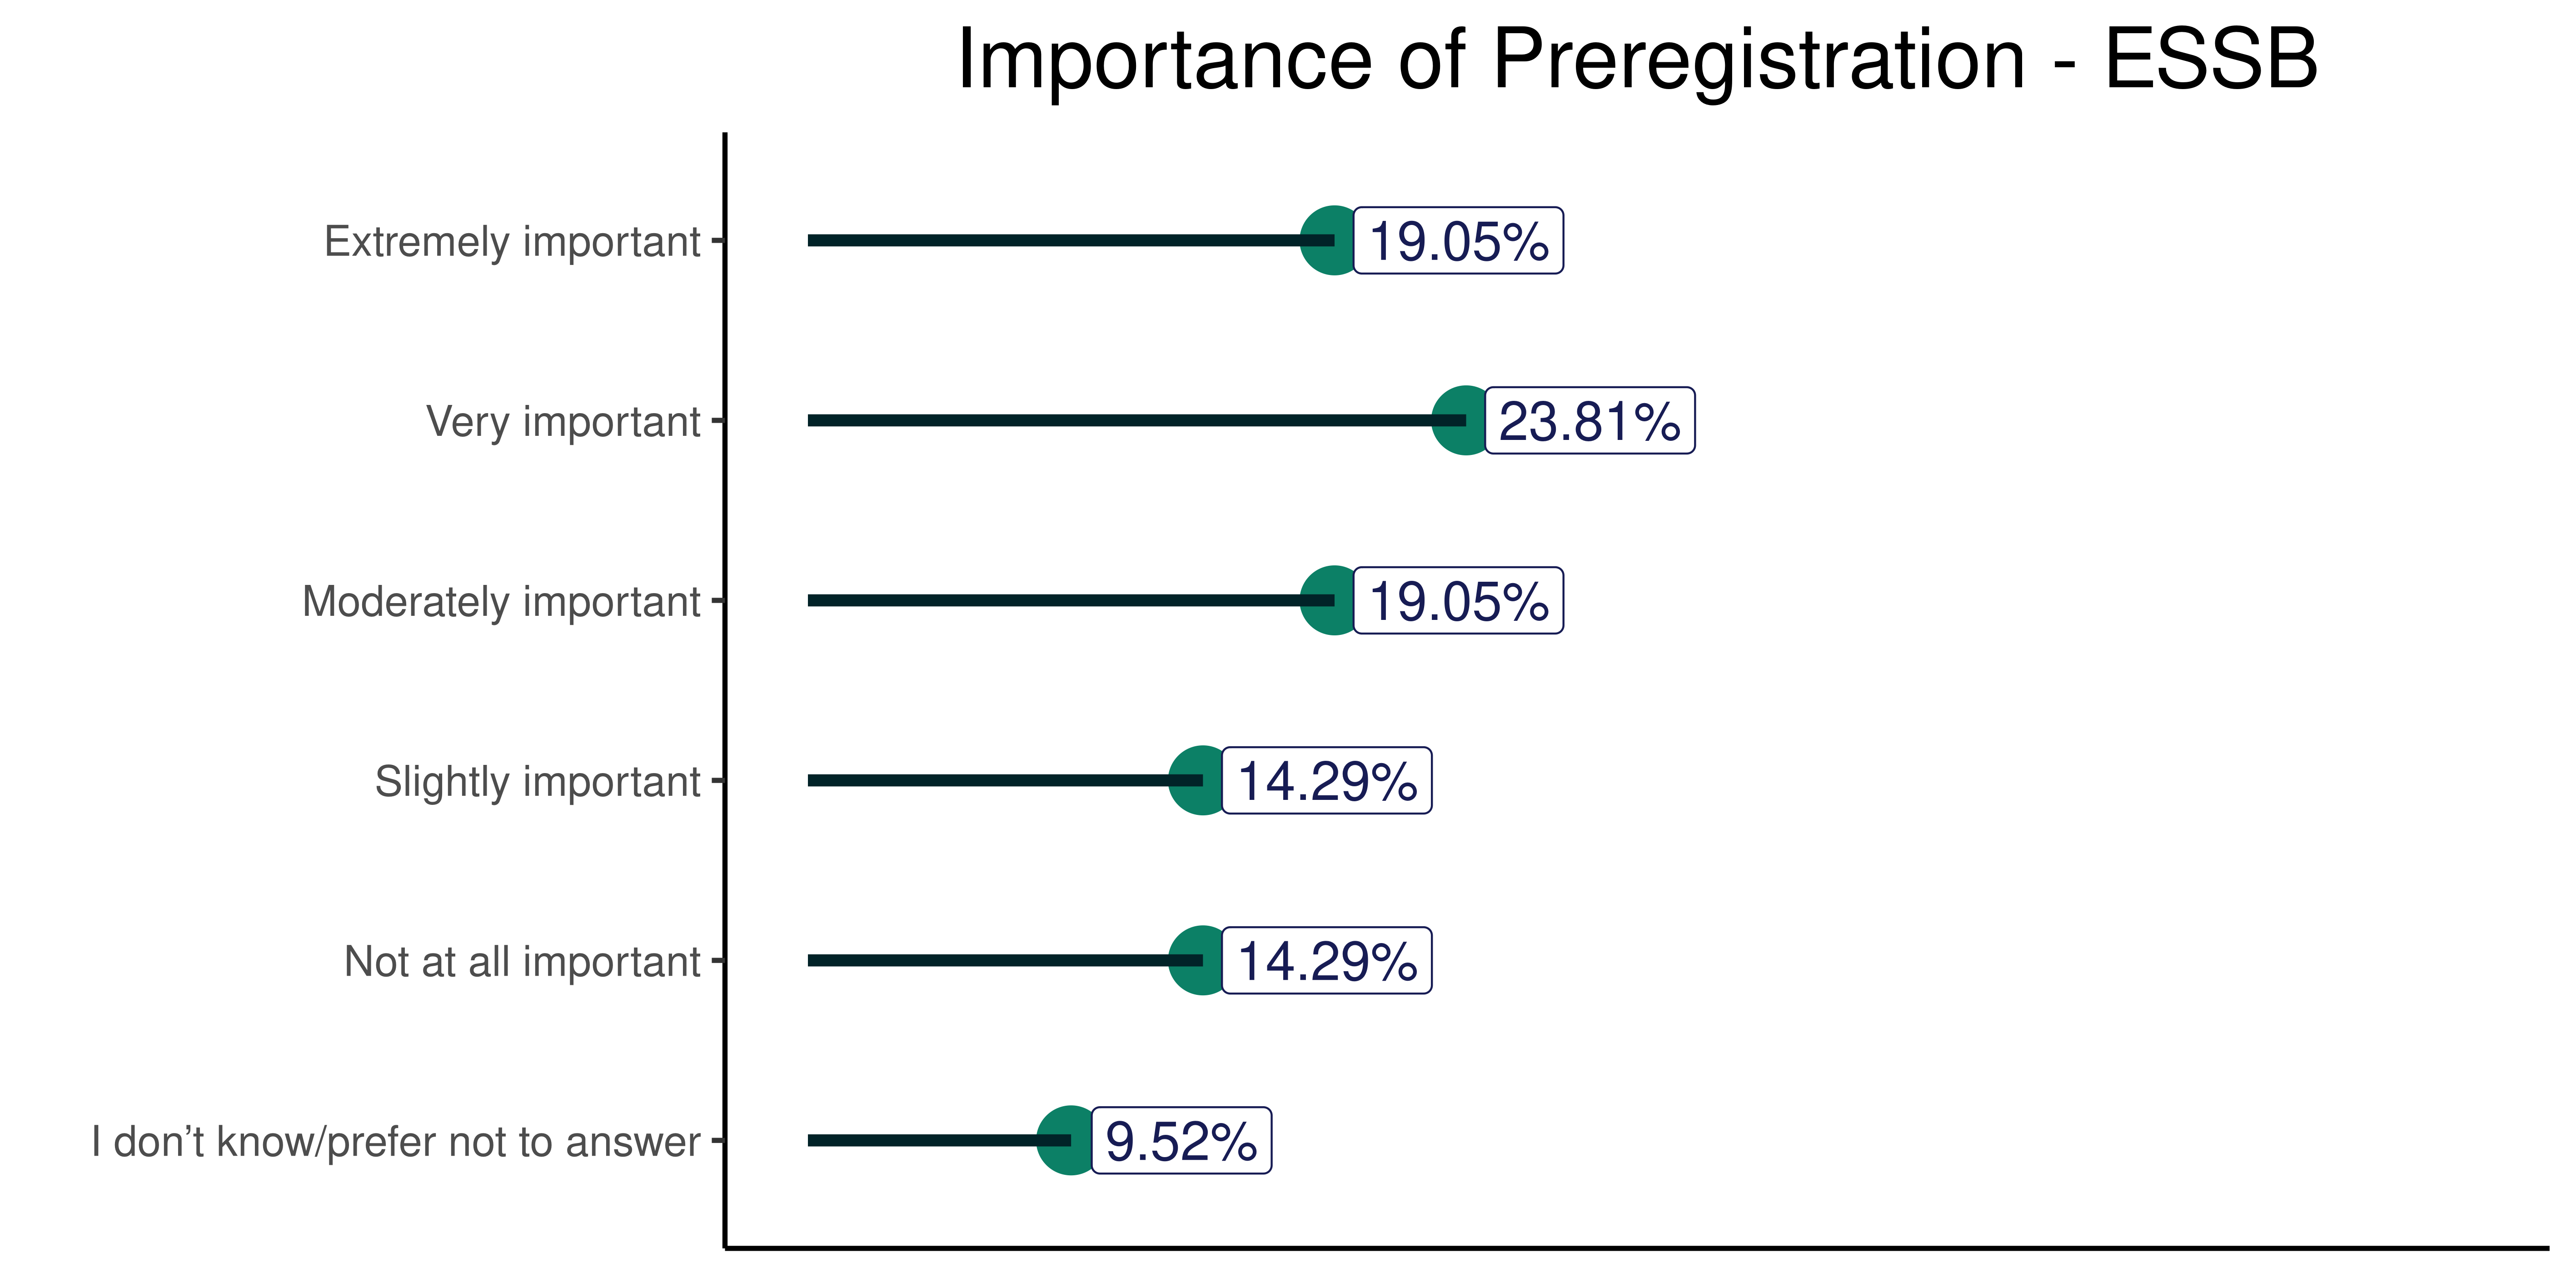 Importance of Preregistration - ESSB
Extremely important
19.05%
Very important
23.81%
Moderately important
19.05%
Slightly important
14.29%
Not at all important
14.29%
I don’t know/prefer not to answer
9.52%